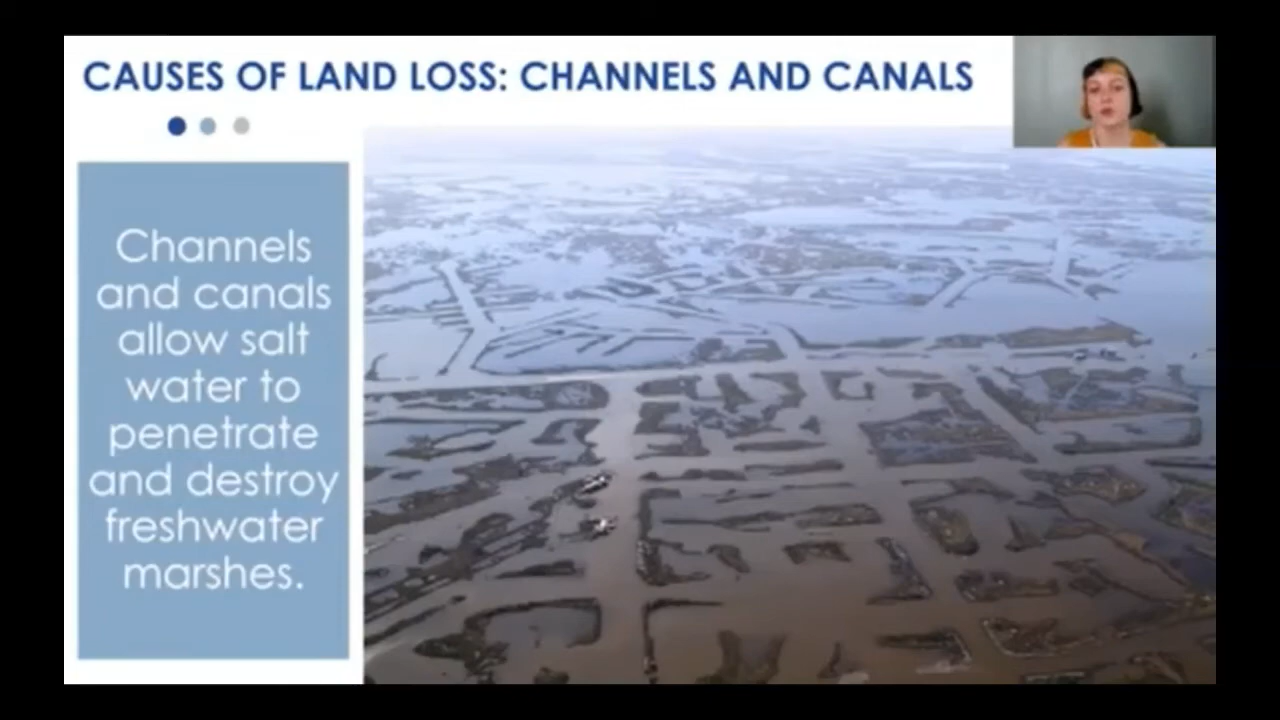 CAUSES OF LAND LOSS: CHANNELS AND CANALS
Channels
and canals
allow salt
water to
penetrate
and destroy
freshwater
marshes.